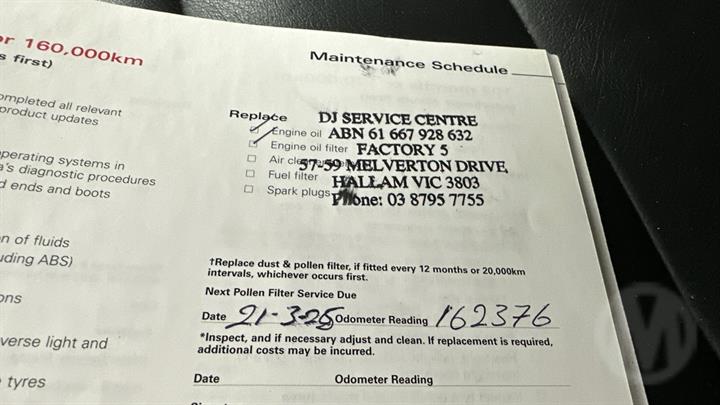 or 160,000km
s first)
ompleted all relevant
product updates
perating systems in
a's diagnostic procedures
d ends and boots
on of fluids
uding ABS)
ons
verse light and
tyres
Maintenance Schedule
Replace DJ SERVICE CENTRE
Engine oil ABN 61 667 928 632
Engine oil filter FACTORY 5
Air 57-59 MELVERTON DRIVE,
Fuel filter HALLAM VIC 3803
Spark plugs Phone: 03 8795 7755
†Replace dust & pollen filter, if fitted every 12 months or 20,000km
intervals, whichever occurs first.
Next Pollen Filter Service Due
Date 21-3-25 Odometer Reading 162376
*Inspect, and if necessary adjust and clean. If replacement is required,
additional costs may be incurred.
Date Odometer Reading